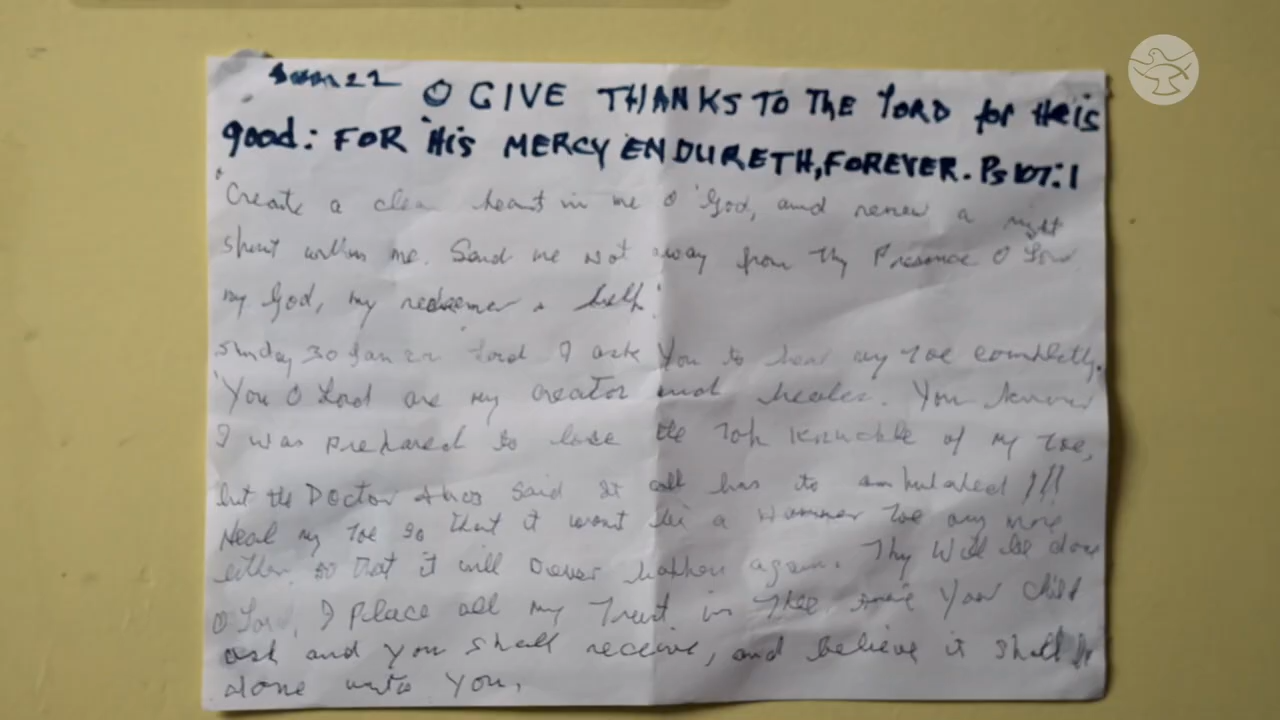 O GIVE THANKS TO The LORD for He is
good: FOR His MERCY ENDURETH, FOREVER. Ps 107:1
"Create a clean heart in me O God, and renew a right
spirit within me. Send me not away from thy Presence O Lord
my God, my redeemer & help"
Sunday 30 Jan 22 Lord I ask You to heal my Toe completly.
You O Lord are my creator and healer. You know
I was prepared to lose the Top Knuckle of my Toe,
but the Doctor said it all has to ambutated !!!
Heal my Toe so that it wont be a Hammer Toe any more
either, so that it will never happen again. Thy Will be done
O Lord, I Place all my Trust in Thee, Your Child
ask and you shall receive, and believe it shall be
done unto You,